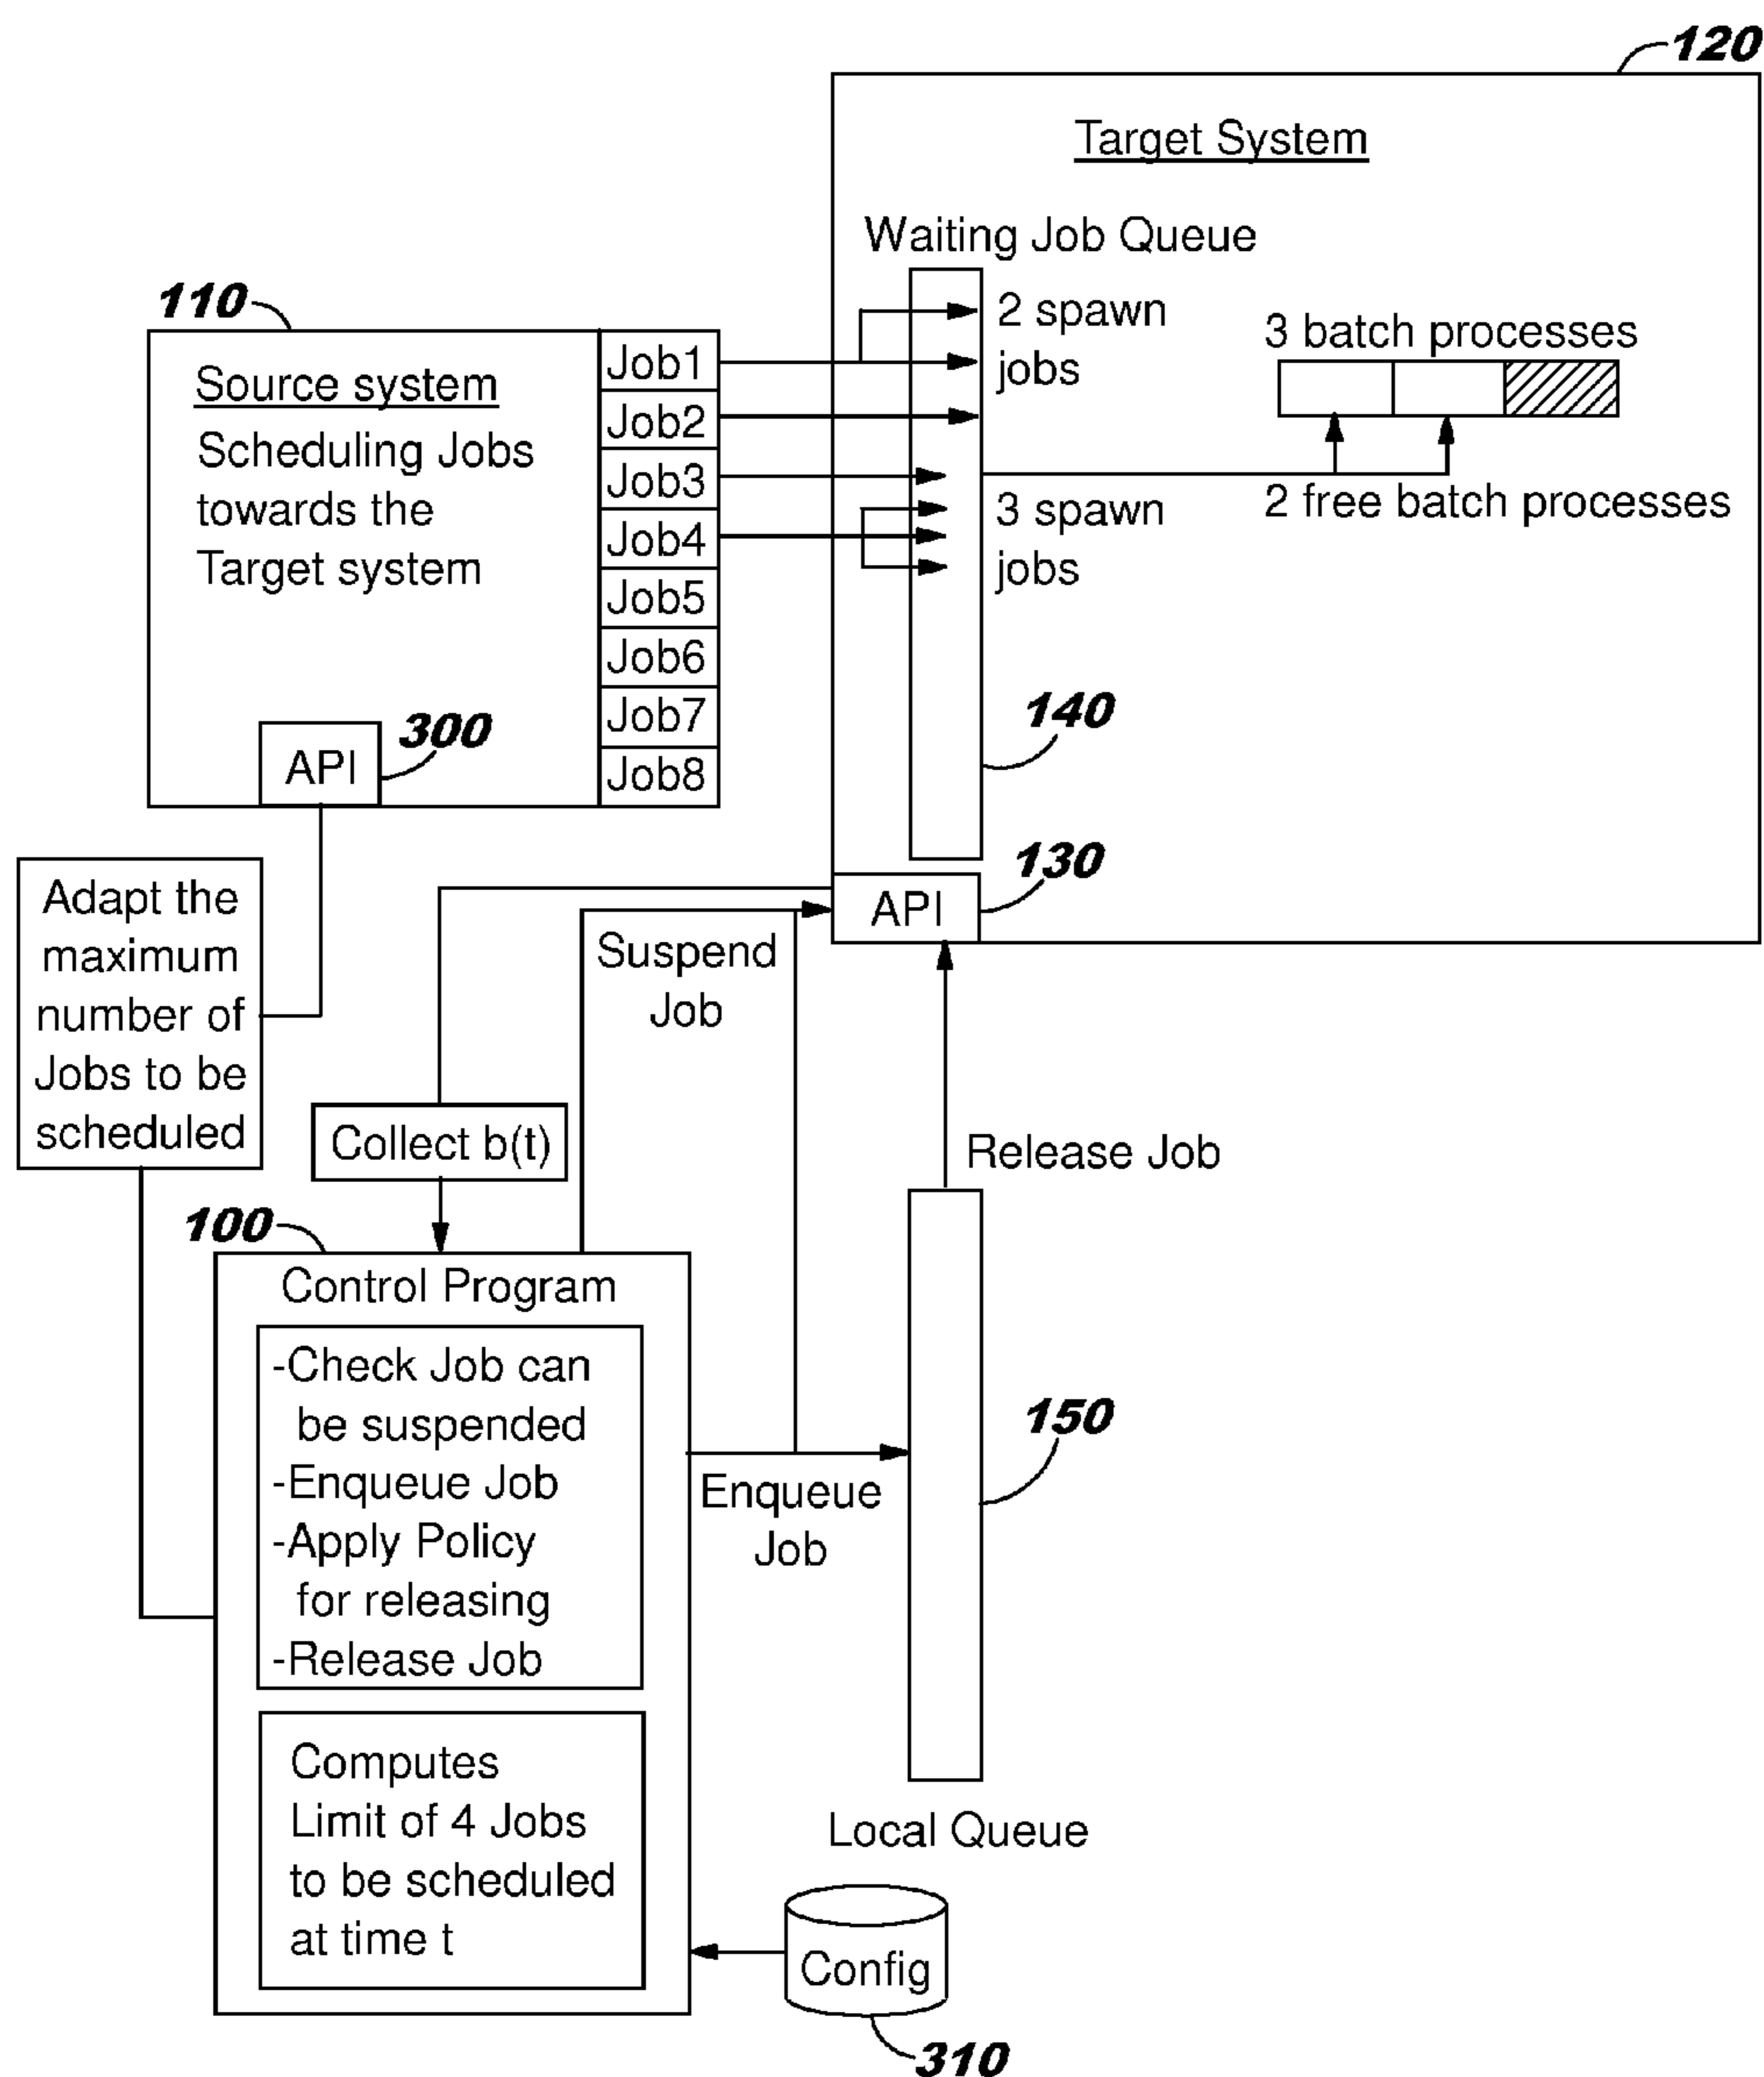 120
Target System
Waiting Job Queue
2 spawn
jobs
3 batch processes
2 free batch processes
3 spawn
jobs
140
130
API
110
Source system
Scheduling Jobs
towards the
Target system
Job1
Job2
Job3
Job4
Job5
Job6
Job7
Job8
API
300
Adapt the
maximum
number of
Jobs to be
scheduled
Suspend
Job
Collect b(t)
Release Job
100
Control Program
-Check Job can
be suspended
-Enqueue Job
-Apply Policy
for releasing
-Release Job
Enqueue
Job
150
Computes
Limit of 4 Jobs
to be scheduled
at time t
Local Queue
Config
310